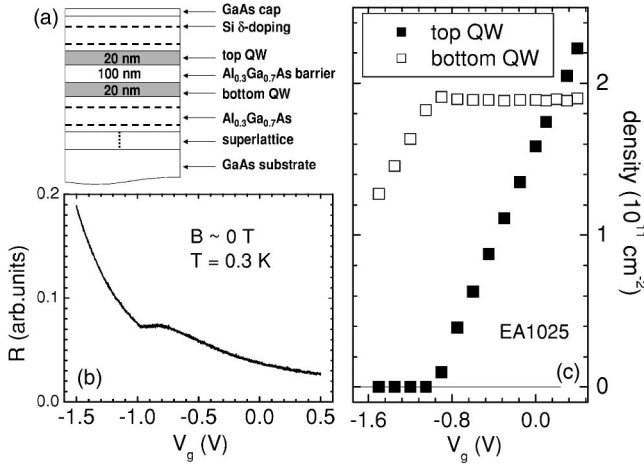 (a)
GaAs cap
Si δ-doping
top QW
20 nm
Al0.3Ga0.7As barrier
100 nm
bottom QW
20 nm
Al0.3Ga0.7As
superlattice
GaAs substrate
0.2
0.1
0.0
R (arb.units)
B ~ 0 T
T = 0.3 K
(b)
-1.5 -1.0 -0.5 0.0 0.5
Vg (V)
top QW
bottom QW
2
1
0
density (10¹¹ cm⁻²)
EA1025
(c)
-1.6 -0.8 0.0
Vg (V)